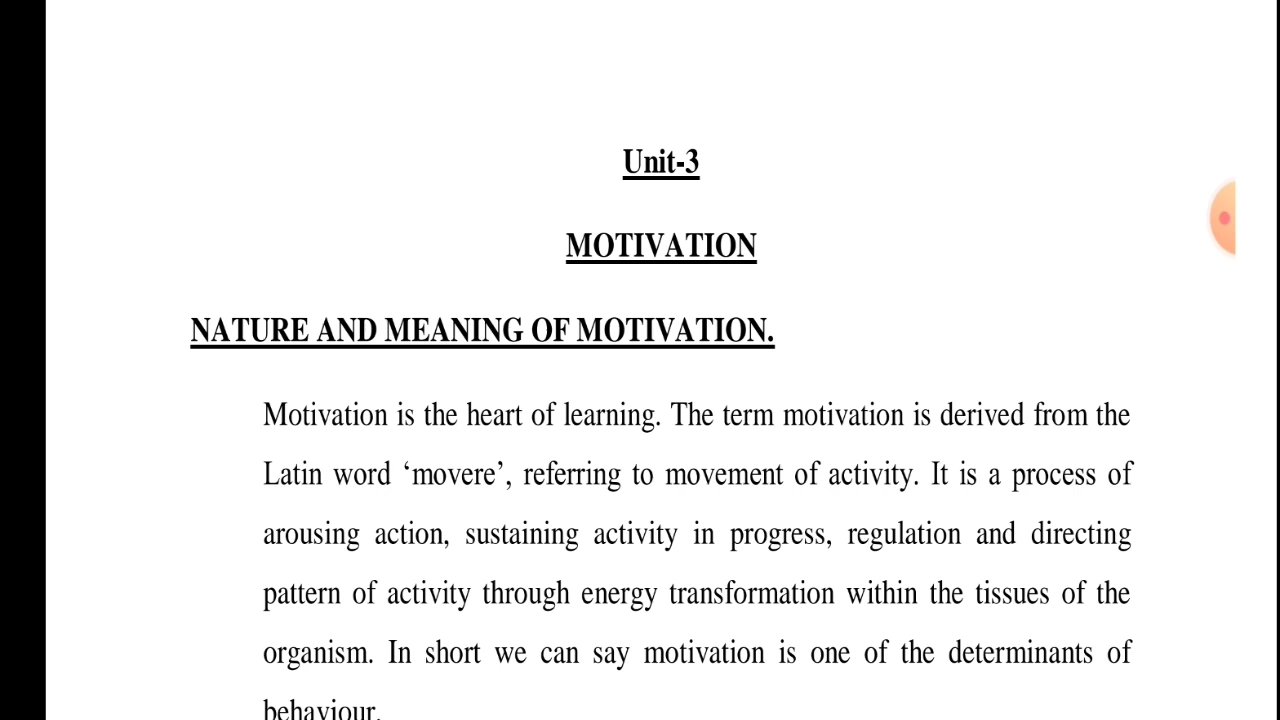 Unit-3
MOTIVATION
NATURE AND MEANING OF MOTIVATION.
Motivation is the heart of learning. The term motivation is derived from the
Latin word ‘movere’, referring to movement of activity. It is a process of
arousing action, sustaining activity in progress, regulation and directing
pattern of activity through energy transformation within the tissues of the
organism. In short we can say motivation is one of the determinants of
behaviour.